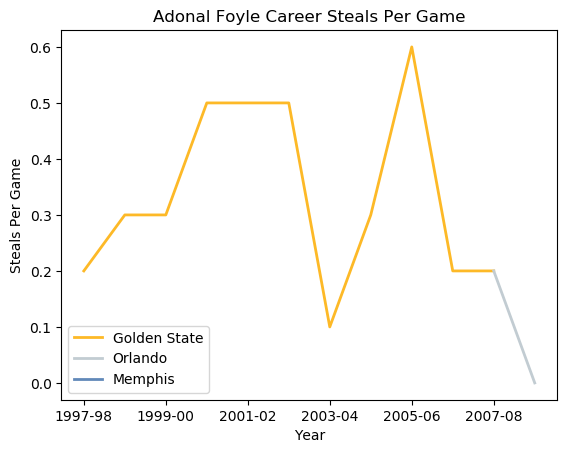 Adonal Foyle Career Steals Per Game
0.6
0.5
0.4
0.3
0.2
0.1
0.0
Steals Per Game
Golden State
Orlando
Memphis
1997-98 1999-00 2001-02 2003-04 2005-06 2007-08
Year